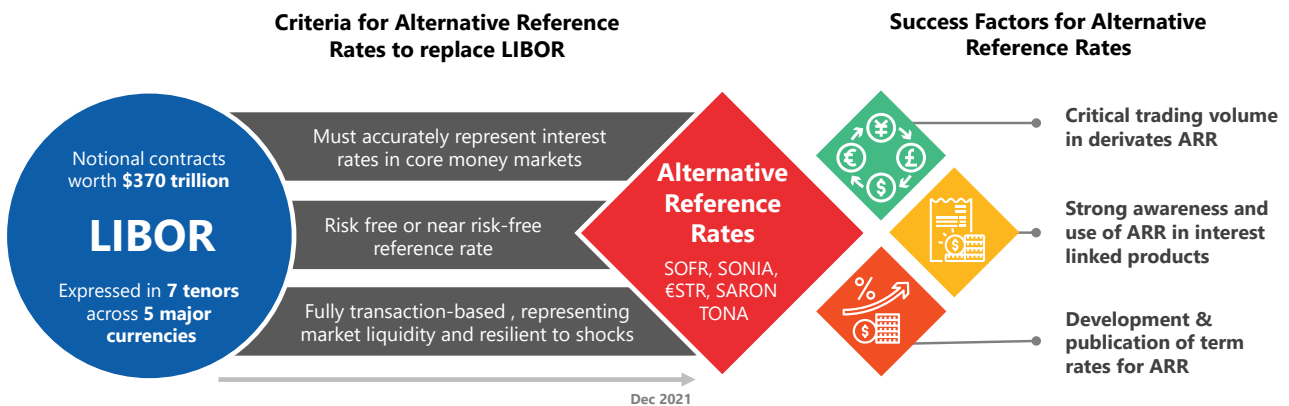 Criteria for Alternative Reference
Rates to replace LIBOR
Success Factors for Alternative
Reference Rates
Notional contracts
worth $370 trillion
LIBOR
Expressed in 7 tenors
across 5 major
currencies
Must accurately represent interest
rates in core money markets
Risk free or near risk-free
reference rate
Fully transaction-based , representing
market liquidity and resilient to shocks
Dec 2021
Alternative
Reference
Rates
SOFR, SONIA,
€STR, SARON
TONA
¥
€
£
$
$
%
$
Critical trading volume
in derivates ARR
Strong awareness and
use of ARR in interest
linked products
Development &
publication of term
rates for ARR